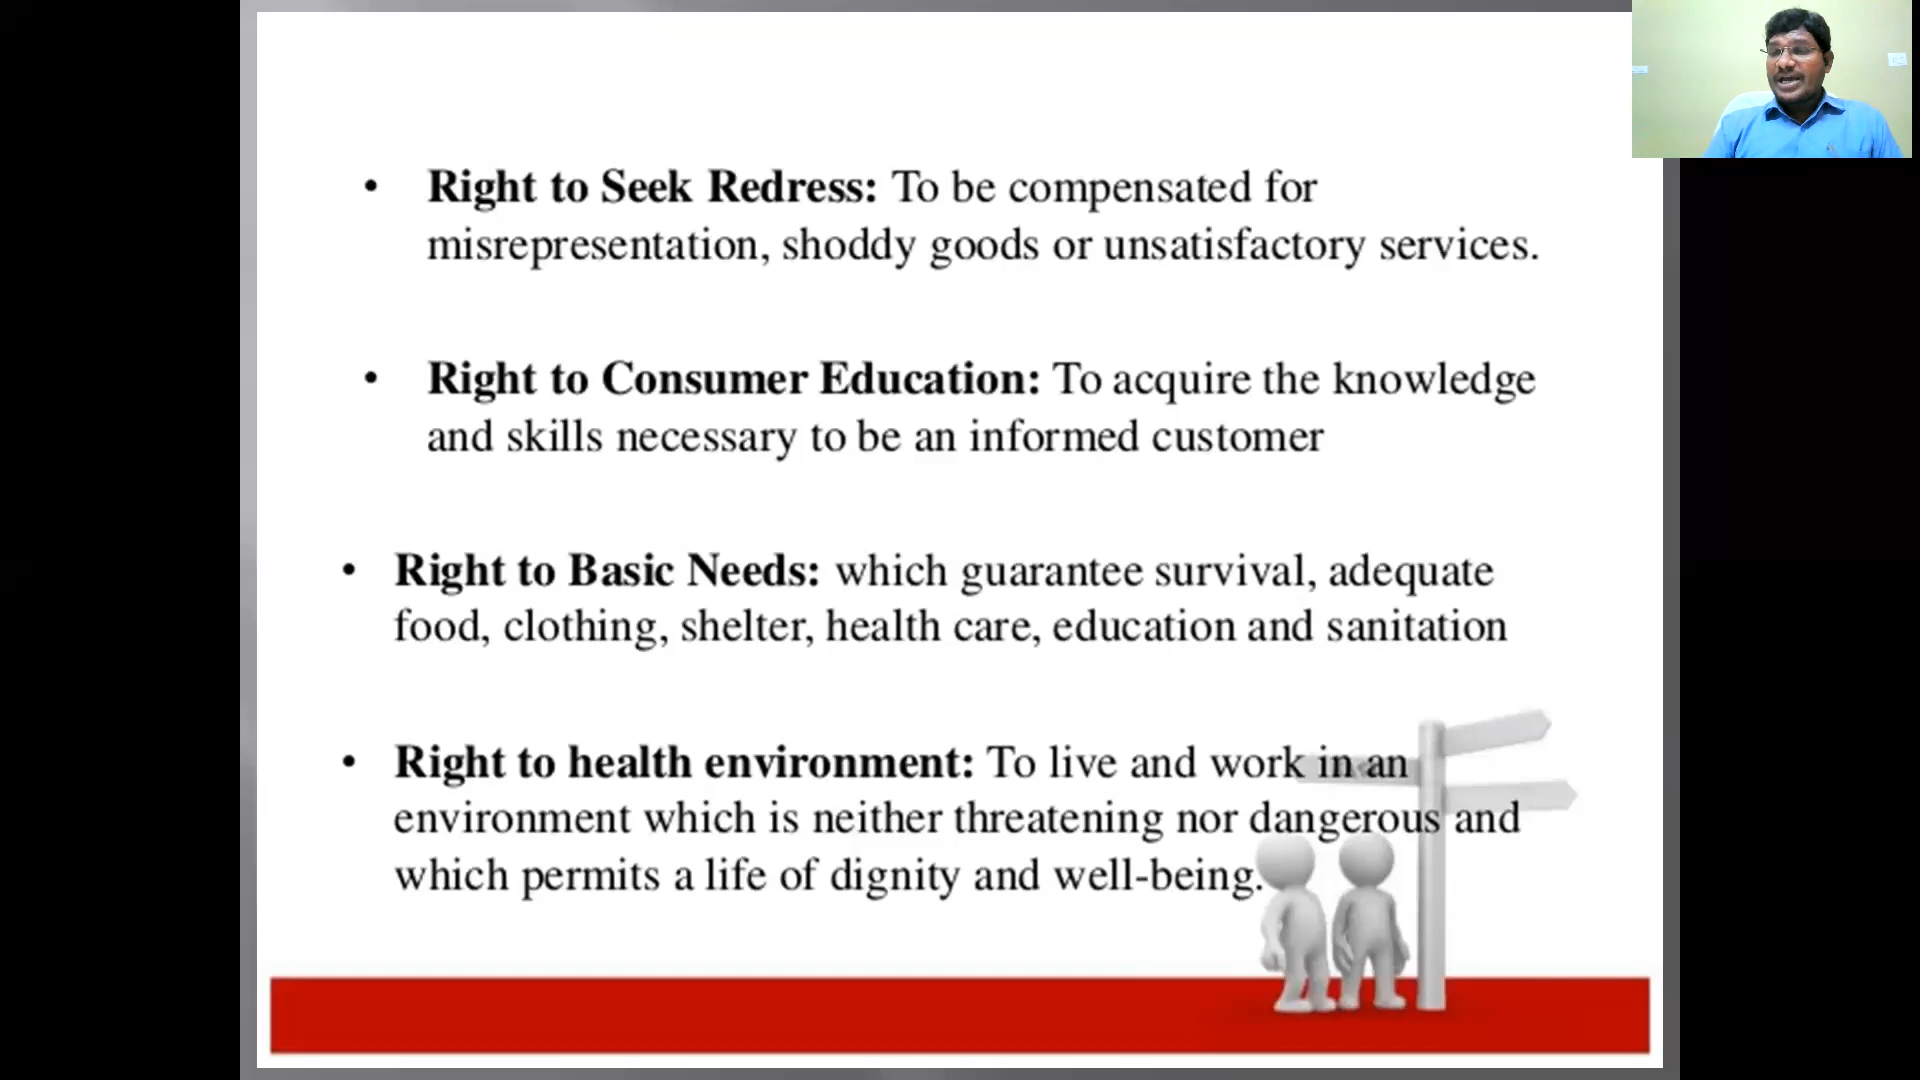 • Right to Seek Redress: To be compensated for
misrepresentation, shoddy goods or unsatisfactory services.
• Right to Consumer Education: To acquire the knowledge
and skills necessary to be an informed customer
• Right to Basic Needs: which guarantee survival, adequate
food, clothing, shelter, health care, education and sanitation
• Right to health environment: To live and work in an
environment which is neither threatening nor dangerous and
which permits a life of dignity and well-being.